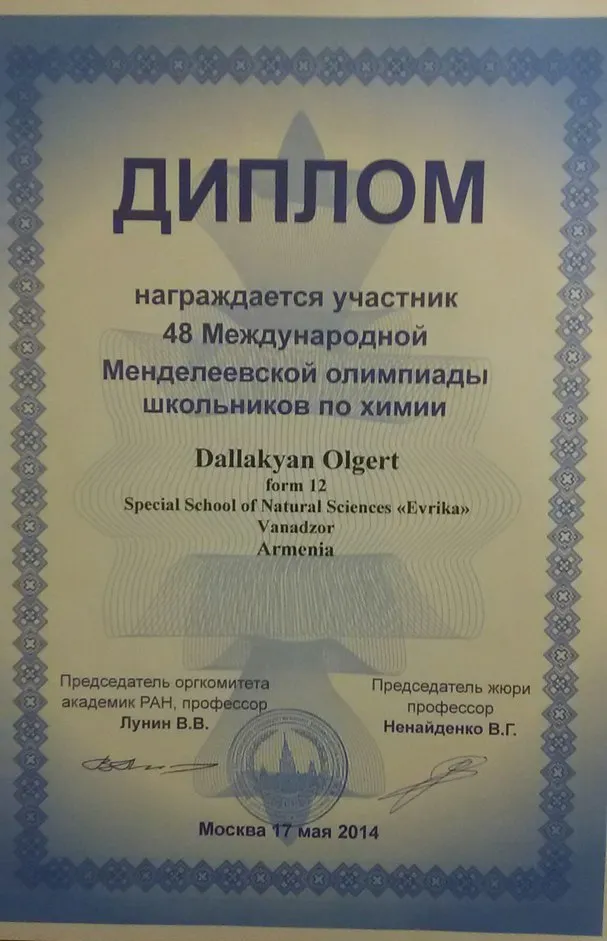 ДИПЛОМ
награждается участник
48 Международной
Менделеевской олимпиады
школьников по химии
Dallakyan Olgert
form 12
Special School of Natural Sciences «Evrika»
Vanadzor
Armenia
Председатель оргкомитета
академик РАН, профессор
Лунин В.В.
Председатель жюри
профессор
Ненайденко В.Г.
Москва 17 мая 2014